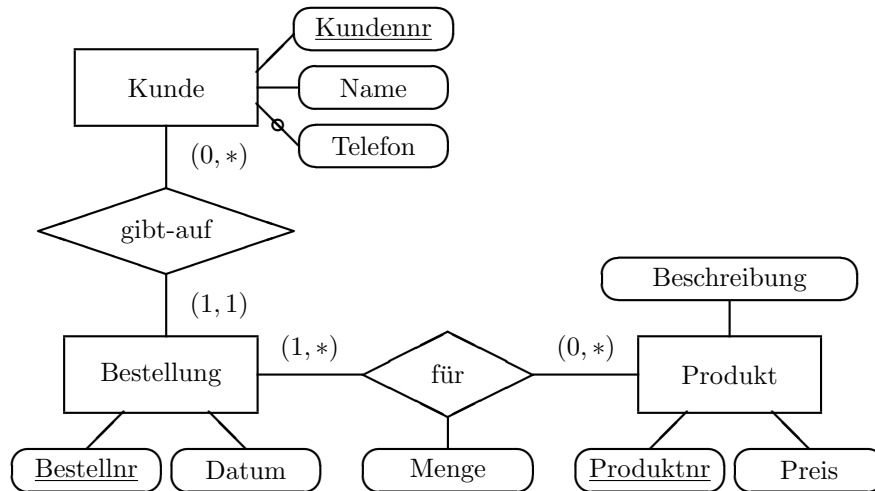 Kundennr
Kunde
Name
Telefon
(0, ∗)
gibt-auf
Beschreibung
(1, 1)
(1, ∗)
(0, ∗)
Bestellung
für
Produkt
Bestellnr
Datum
Menge
Produktnr
Preis